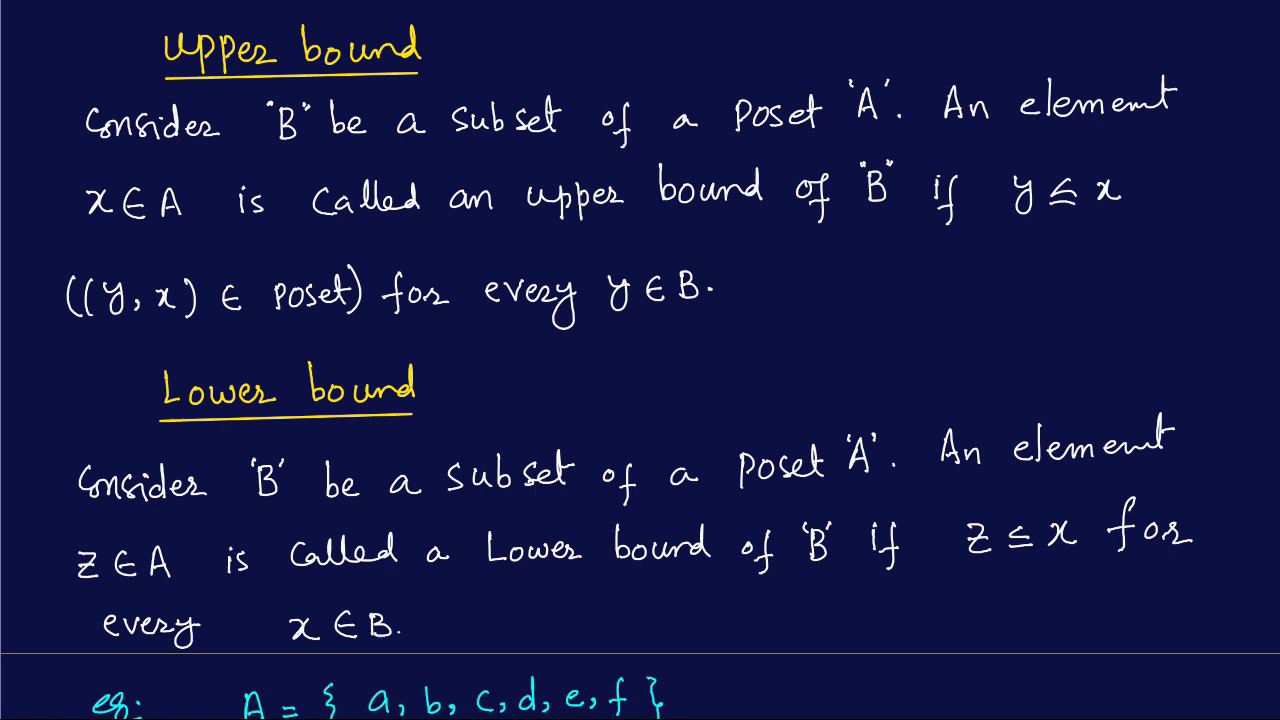 Upper bound
Consider "B" be a subset of a poset 'A'. An element
x ∈ A is called an upper bound of "B" if y ≤ x
((y, x) ∈ poset) for every y ∈ B.
Lower bound
Consider 'B' be a subset of a poset 'A'. An element
z ∈ A is called a Lower bound of 'B' if z ≤ x for
every x ∈ B.
eg: A = { a, b, c, d, e, f }